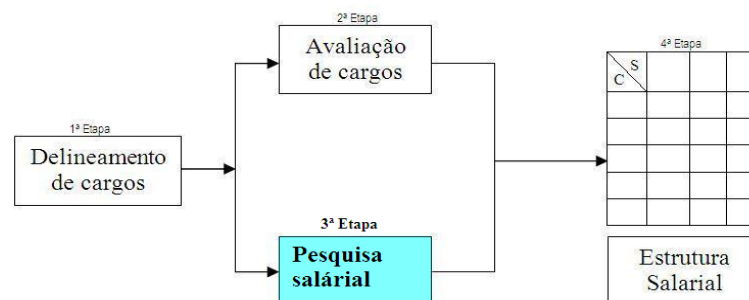 1ª Etapa
Delineamento
de cargos
2ª Etapa
Avaliação
de cargos
3ª Etapa
Pesquisa
salárial
4ª Etapa
S
C
Estrutura
Salarial